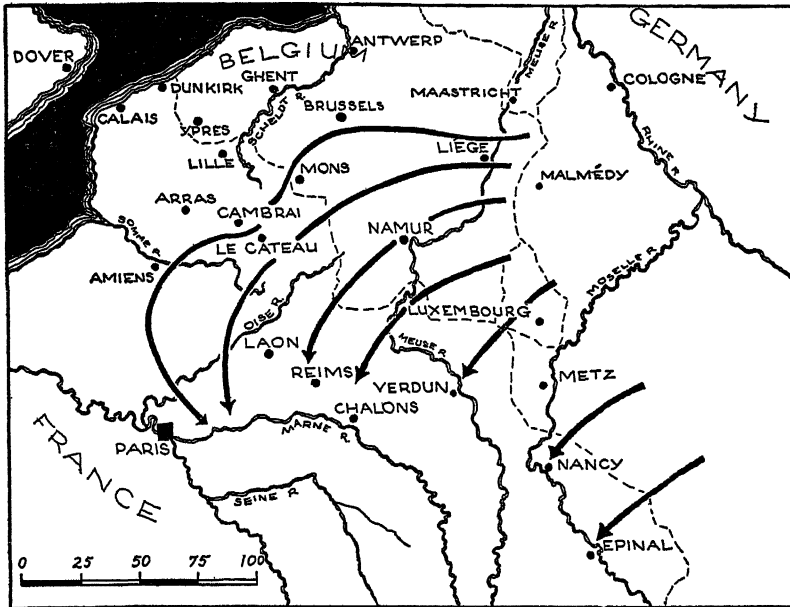 DOVER
BELGIUM
ANTWERP
GERMANY
MEUSE R
DUNKIRK
GHENT
COLOGNE
CALAIS
YPRES
SCHELDT R
BRUSSELS
MAASTRICHT
LILLE
MONS
LIEGE
RHINE R
MALMÉDY
ARRAS
CAMBRAI
NAMUR
SOMME R
LE CATEAU
AMIENS
MOSELLE R
OISE R
LUXEMBOURG
LAON
MEUSE R
REIMS
VERDUN
METZ
CHALONS
FRANCE
PARIS
MARNE R
NANCY
SEINE R
EPINAL
0 25 50 75 100